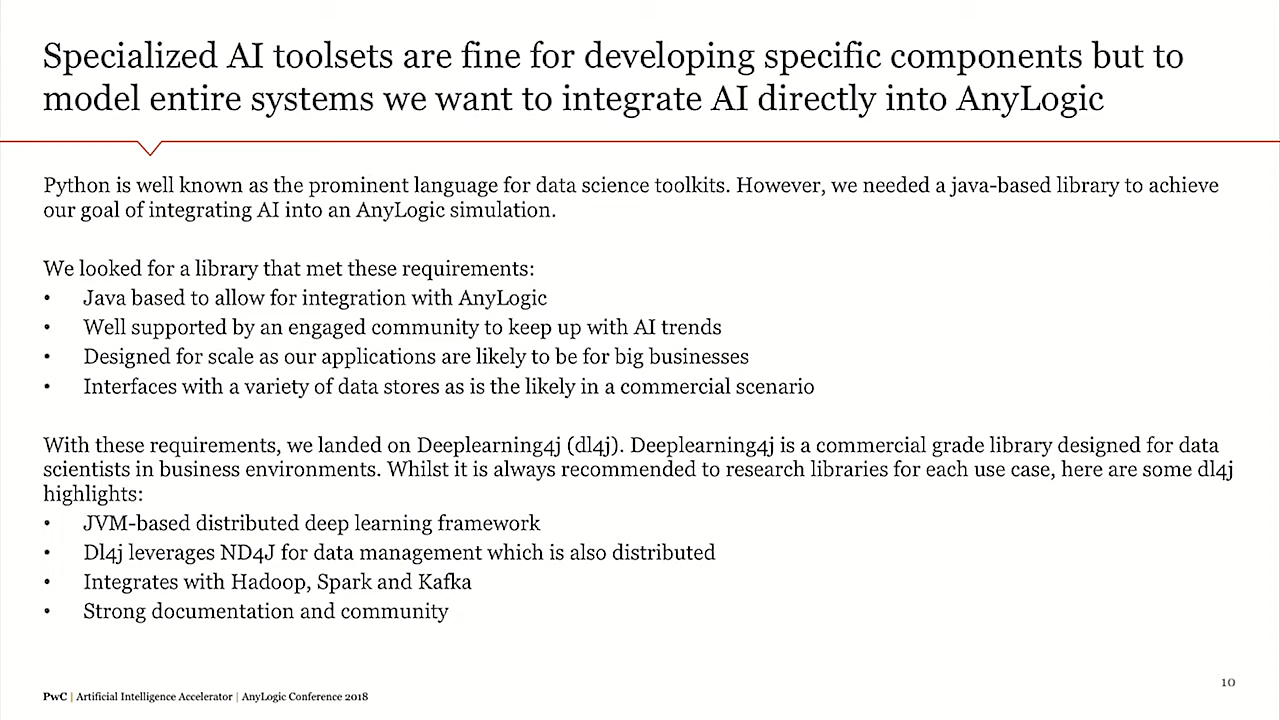 Specialized AI toolsets are fine for developing specific components but to
model entire systems we want to integrate AI directly into AnyLogic
Python is well known as the prominent language for data science toolkits. However, we needed a java-based library to achieve
our goal of integrating AI into an AnyLogic simulation.
We looked for a library that met these requirements:
• Java based to allow for integration with AnyLogic
• Well supported by an engaged community to keep up with AI trends
• Designed for scale as our applications are likely to be for big businesses
• Interfaces with a variety of data stores as is the likely in a commercial scenario
With these requirements, we landed on Deeplearning4j (dl4j). Deeplearning4j is a commercial grade library designed for data
scientists in business environments. Whilst it is always recommended to research libraries for each use case, here are some dl4j
highlights:
• JVM-based distributed deep learning framework
• Dl4j leverages ND4J for data management which is also distributed
• Integrates with Hadoop, Spark and Kafka
• Strong documentation and community
PwC | Artificial Intelligence Accelerator | AnyLogic Conference 2018
10